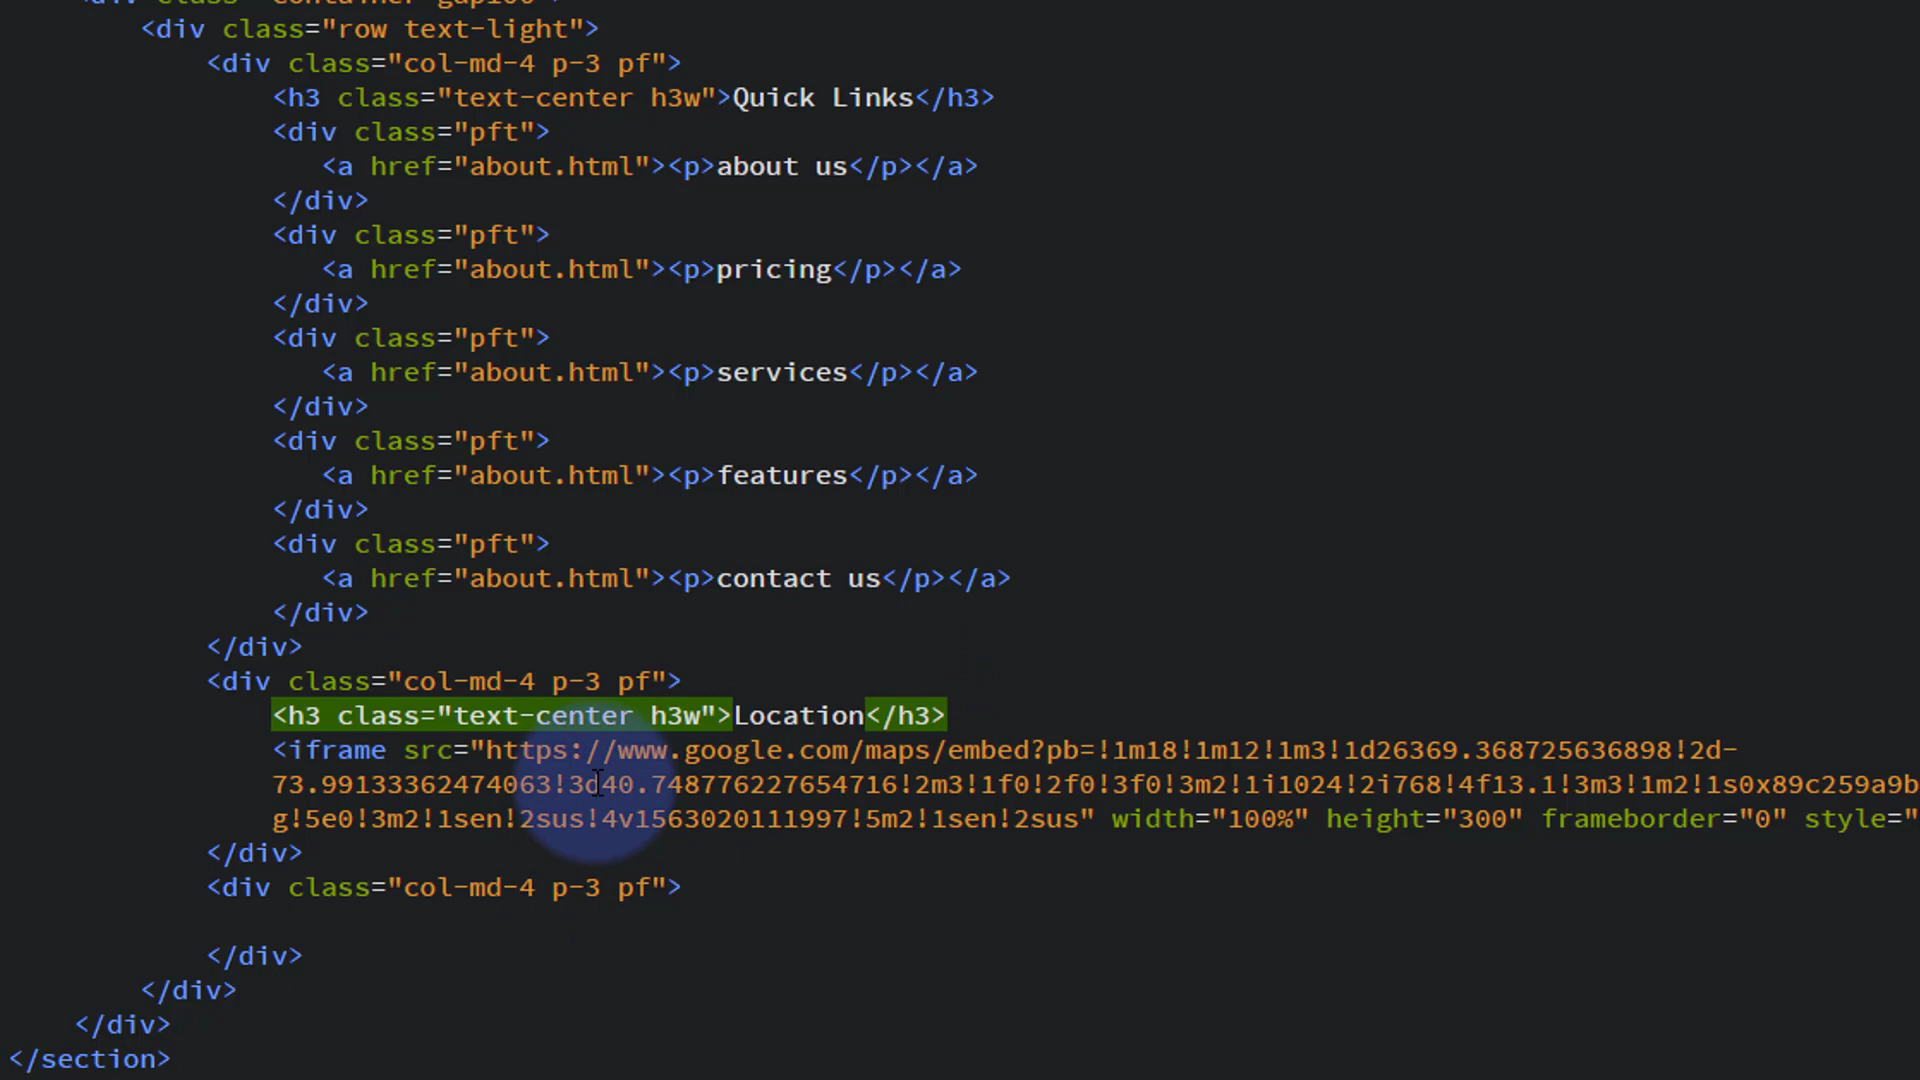 <div class="container gap100">
<div class="row text-light">
<div class="col-md-4 p-3 pf">
<h3 class="text-center h3w">Quick Links</h3>
<div class="pft">
<a href="about.html"><p>about us</p></a>
</div>
<div class="pft">
<a href="about.html"><p>pricing</p></a>
</div>
<div class="pft">
<a href="about.html"><p>services</p></a>
</div>
<div class="pft">
<a href="about.html"><p>features</p></a>
</div>
<div class="pft">
<a href="about.html"><p>contact us</p></a>
</div>
</div>
<div class="col-md-4 p-3 pf">
<h3 class="text-center h3w">Location</h3>
<iframe src="https://www.google.com/maps/embed?pb=!1m18!1m12!1m3!1d26369.368725636898!2d-
73.99133362474063!3d40.748776227654716!2m3!1f0!2f0!3f0!3m2!1i1024!2i768!4f13.1!3m3!1m2!1s0x89c259a9b
g!5e0!3m2!1sen!2sus!4v1563020111997!5m2!1sen!2sus" width="100%" height="300" frameborder="0" style="
</div>
<div class="col-md-4 p-3 pf">
</div>
</div>
</div>
</section>